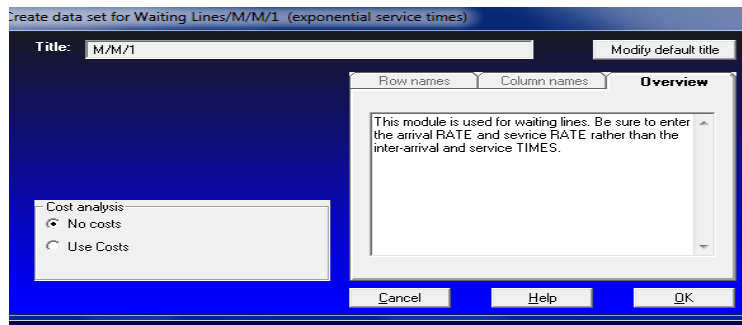 Create data set for Waiting Lines/M/M/1 (exponential service times)
Title: M/M/1 Modify default title
Row names Column names Overview
This module is used for waiting lines. Be sure to enter
the arrival RATE and sevrice RATE rather than the
inter-arrival and service TIMES.
Cost analysis
No costs
Use Costs
Cancel Help OK